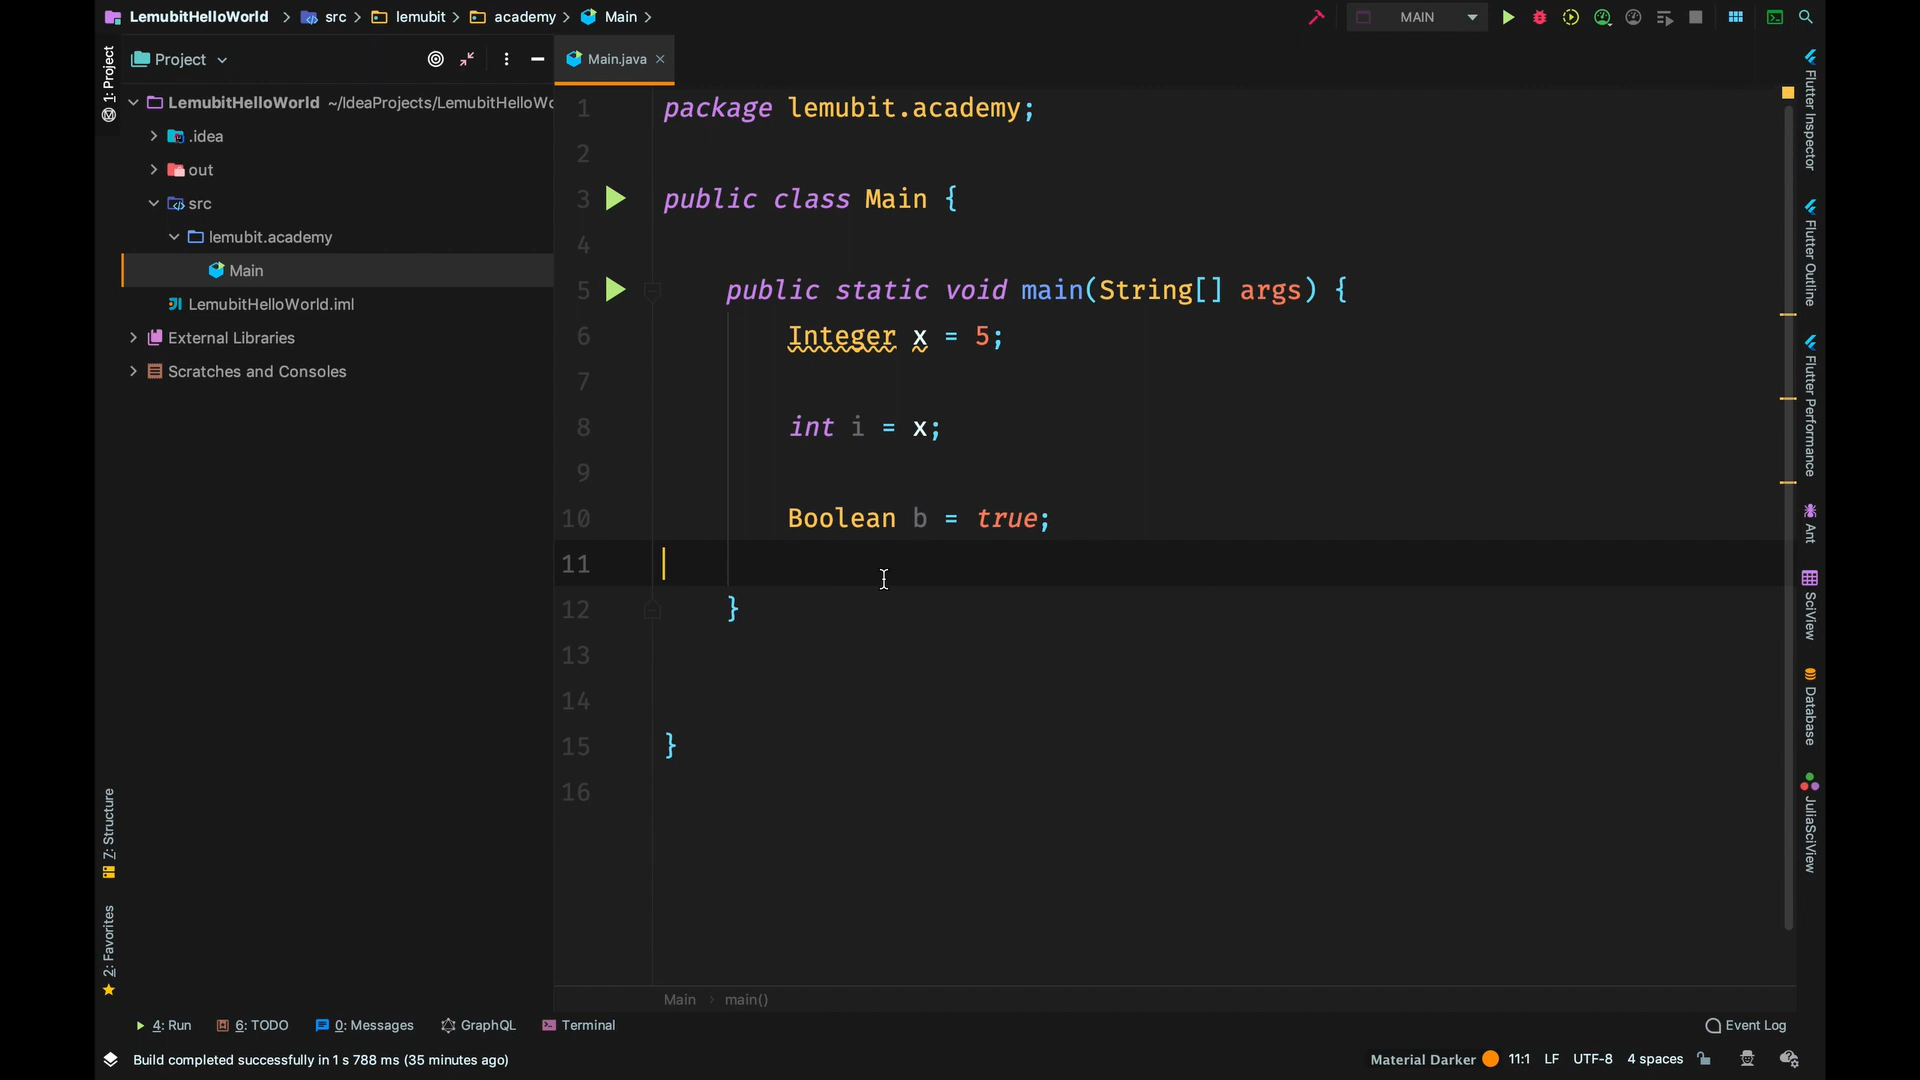 LemubitHelloWorld > src > lemubit > academy > Main >
MAIN
1: Project
Project
Main.java
LemubitHelloWorld ~/IdeaProjects/LemubitHelloWo
.idea
out
src
lemubit.academy
Main
LemubitHelloWorld.iml
External Libraries
Scratches and Consoles
1 package lemubit.academy;
2
3 public class Main {
4
5 public static void main(String[] args) {
6 Integer x = 5;
7
8 int i = x;
9
10 Boolean b = true;
11
12 }
13
14
15 }
16
Flutter Inspector
Flutter Outline
Flutter Performance
Ant
SciView
Database
JuliaSciView
7: Structure
2: Favorites
Main > main()
4: Run 6: TODO 0: Messages GraphQL Terminal Event Log
Build completed successfully in 1 s 788 ms (35 minutes ago) Material Darker 11:1 LF UTF-8 4 spaces